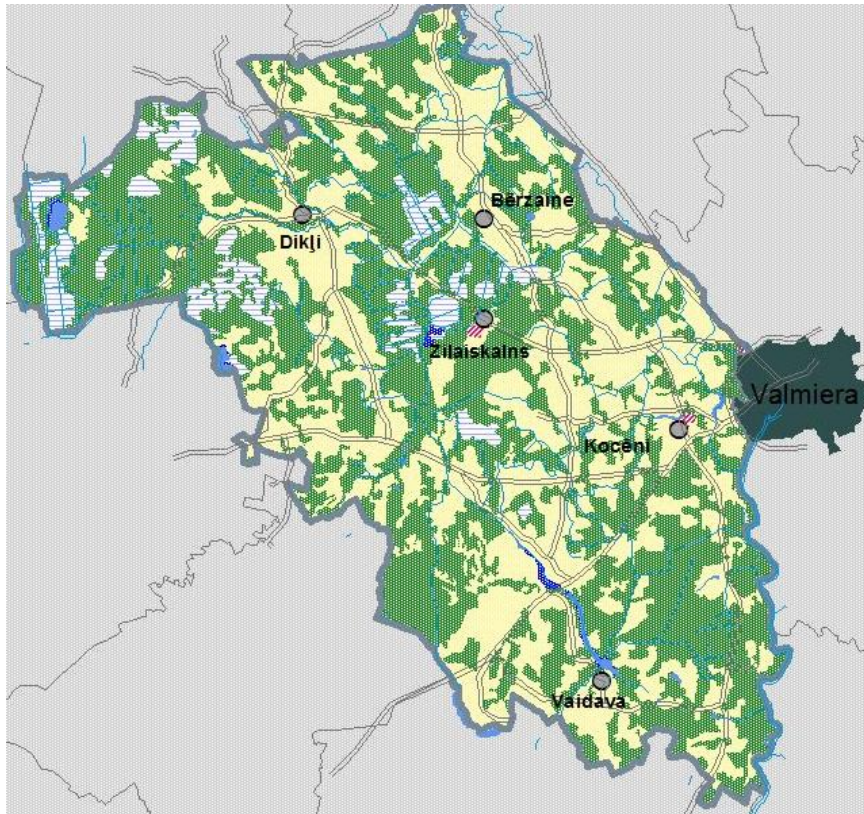 Bērzaine
Dikļi
Zilaiskalns
Valmiera
Kocēni
Vaidava